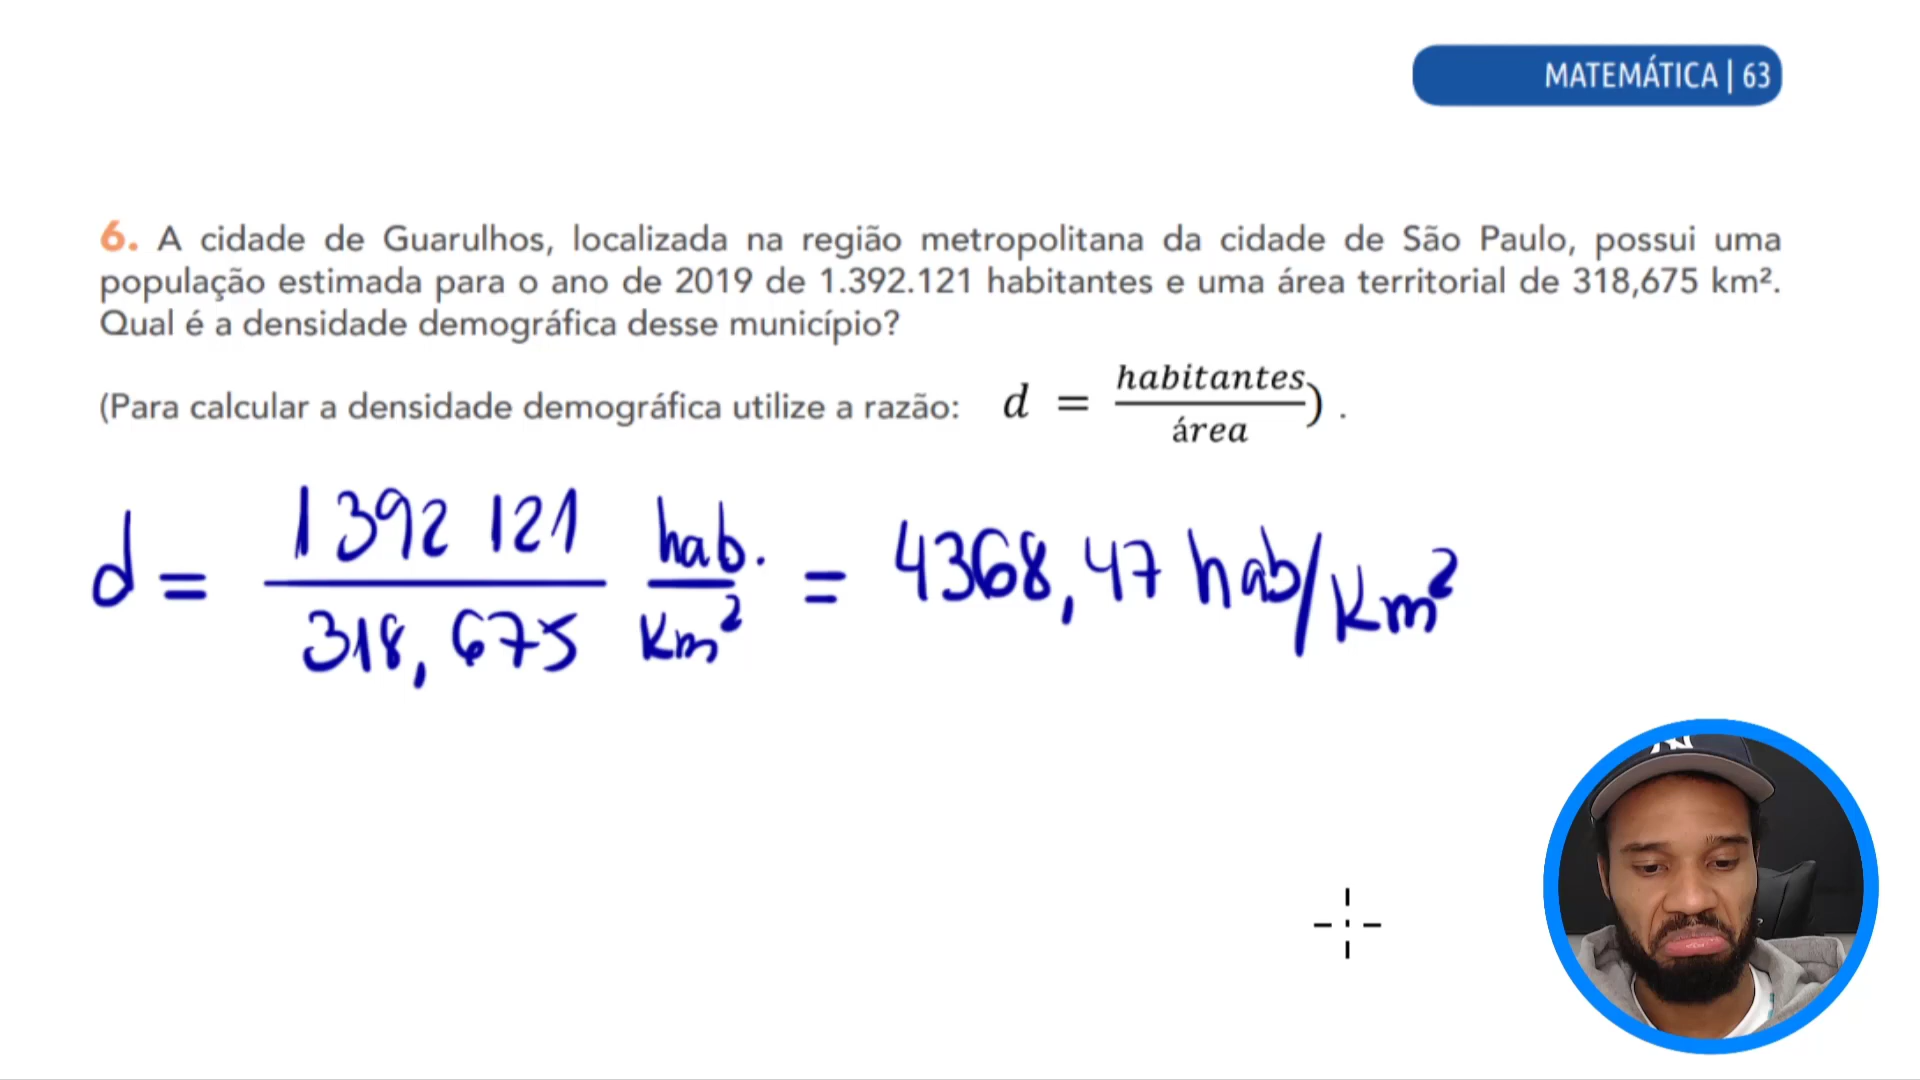 MATEMÁTICA | 63
6. A cidade de Guarulhos, localizada na região metropolitana da cidade de São Paulo, possui uma
população estimada para o ano de 2019 de 1.392.121 habitantes e uma área territorial de 318,675 km².
Qual é a densidade demográfica desse município?
(Para calcular a densidade demográfica utilize a razão: d = habitantes/área) .
d = 1 392 121 / 318,675 hab./Km² = 4368,47 hab/Km²